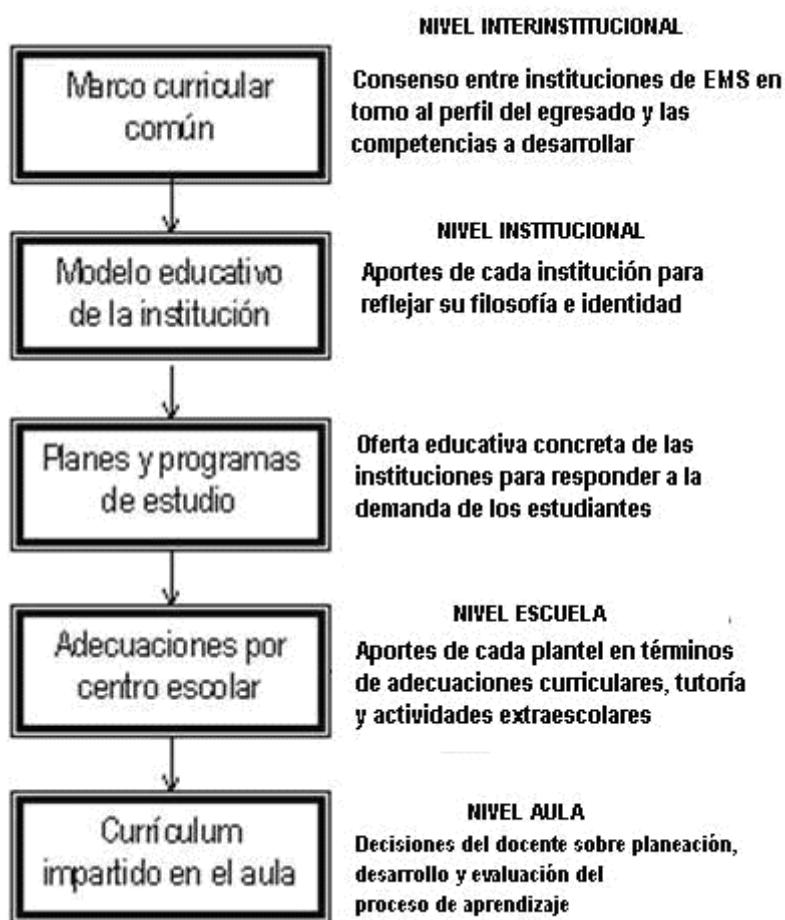 NIVEL INTERINSTITUCIONAL
Marco curricular
común
Consenso entre instituciones de EMS en
torno al perfil del egresado y las
competencias a desarrollar
NIVEL INSTITUCIONAL
Modelo educativo
de la institución
Aportes de cada institución para
reflejar su filosofía e identidad
Planes y programas
de estudio
Oferta educativa concreta de las
instituciones para responder a la
demanda de los estudiantes
NIVEL ESCUELA
Adecuaciones por
centro escolar
Aportes de cada plantel en términos
de adecuaciones curriculares, tutoría
y actividades extraescolares
NIVEL AULA
Currículum
impartido en el aula
Decisiones del docente sobre planeación,
desarrollo y evaluación del
proceso de aprendizaje